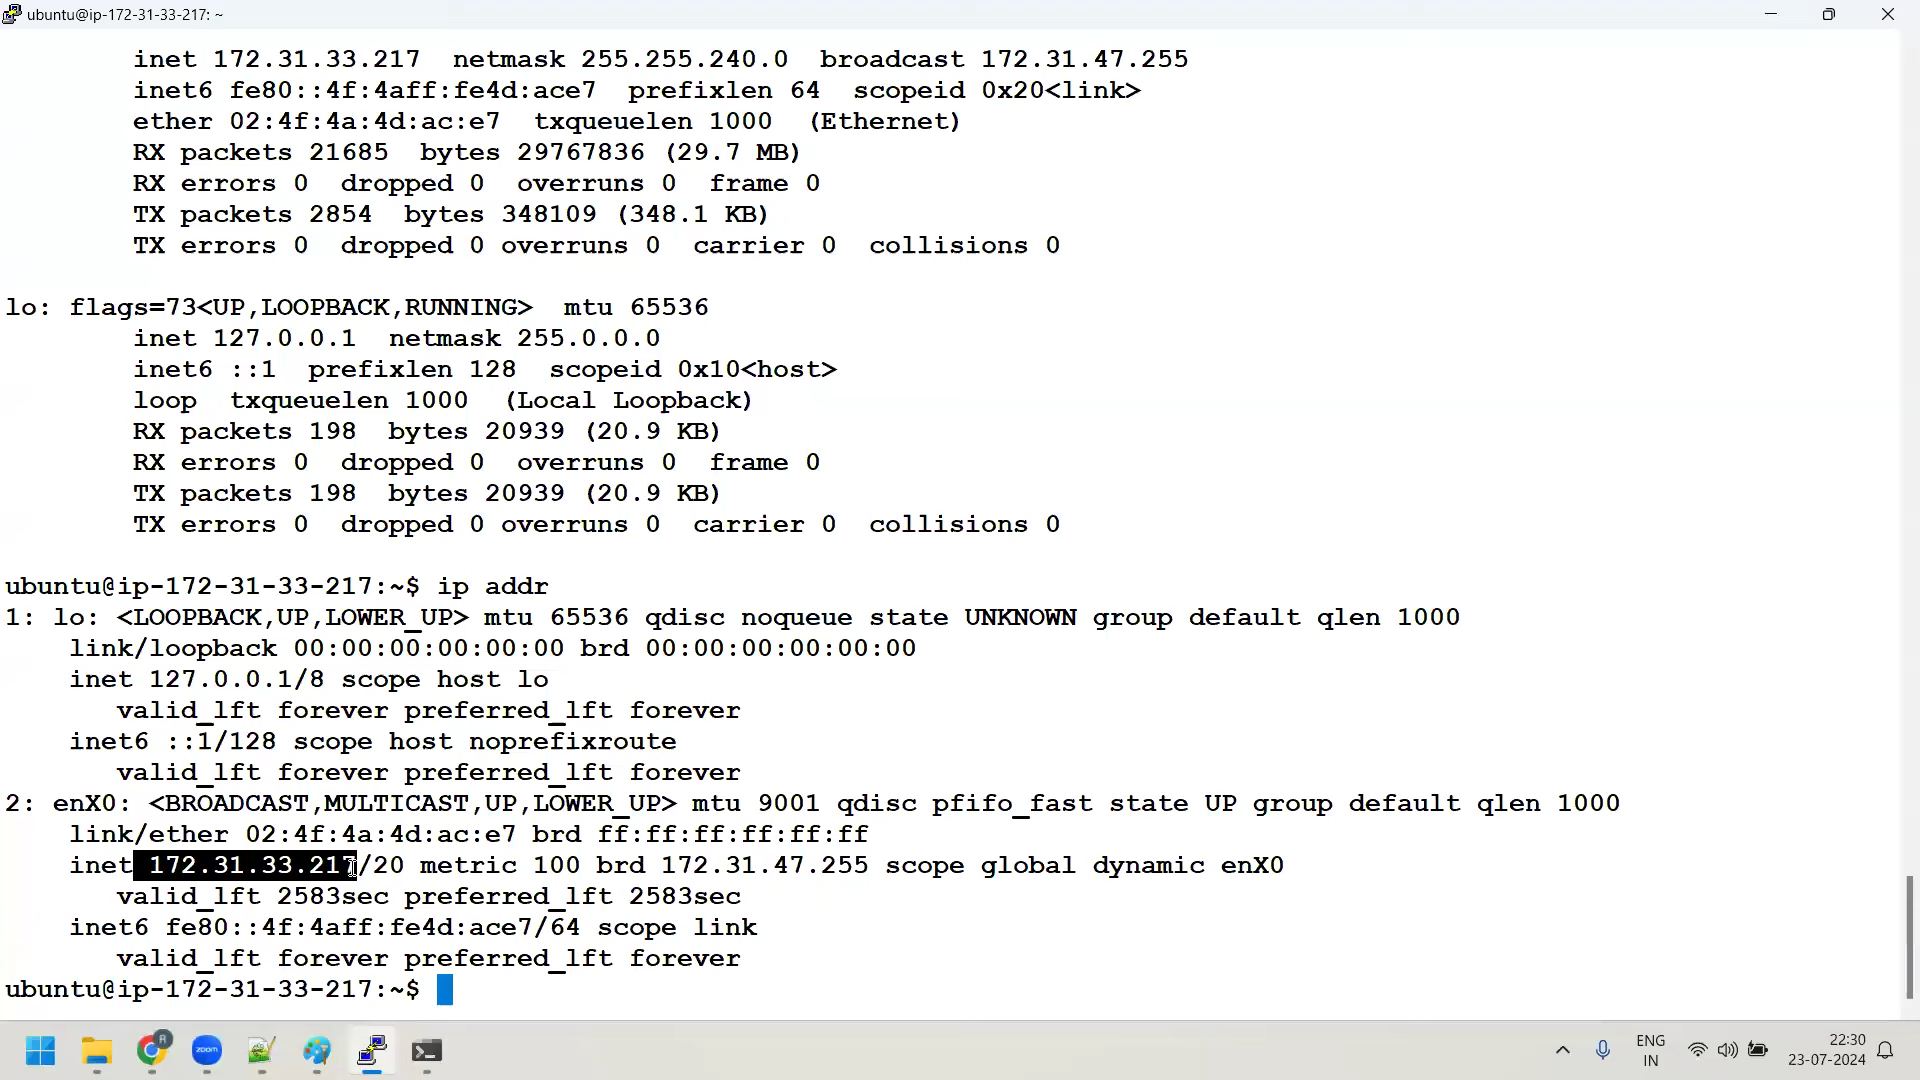 ubuntu@ip-172-31-33-217: ~
inet 172.31.33.217  netmask 255.255.240.0  broadcast 172.31.47.255
inet6 fe80::4f:4aff:fe4d:ace7  prefixlen 64  scopeid 0x20<link>
ether 02:4f:4a:4d:ac:e7  txqueuelen 1000  (Ethernet)
RX packets 21685  bytes 29767836 (29.7 MB)
RX errors 0  dropped 0  overruns 0  frame 0
TX packets 2854  bytes 348109 (348.1 KB)
TX errors 0  dropped 0 overruns 0  carrier 0  collisions 0
lo: flags=73<UP,LOOPBACK,RUNNING>  mtu 65536
inet 127.0.0.1  netmask 255.0.0.0
inet6 ::1  prefixlen 128  scopeid 0x10<host>
loop  txqueuelen 1000  (Local Loopback)
RX packets 198  bytes 20939 (20.9 KB)
RX errors 0  dropped 0  overruns 0  frame 0
TX packets 198  bytes 20939 (20.9 KB)
TX errors 0  dropped 0 overruns 0  carrier 0  collisions 0
ubuntu@ip-172-31-33-217:~$ ip addr
1: lo: <LOOPBACK,UP,LOWER_UP> mtu 65536 qdisc noqueue state UNKNOWN group default qlen 1000
link/loopback 00:00:00:00:00:00 brd 00:00:00:00:00:00
inet 127.0.0.1/8 scope host lo
valid_lft forever preferred_lft forever
inet6 ::1/128 scope host noprefixroute
valid_lft forever preferred_lft forever
2: enX0: <BROADCAST,MULTICAST,UP,LOWER_UP> mtu 9001 qdisc pfifo_fast state UP group default qlen 1000
link/ether 02:4f:4a:4d:ac:e7 brd ff:ff:ff:ff:ff:ff
inet 172.31.33.217/20 metric 100 brd 172.31.47.255 scope global dynamic enX0
valid_lft 2583sec preferred_lft 2583sec
inet6 fe80::4f:4aff:fe4d:ace7/64 scope link
valid_lft forever preferred_lft forever
ubuntu@ip-172-31-33-217:~$
R
zoom
ENG
IN
22:30
23-07-2024